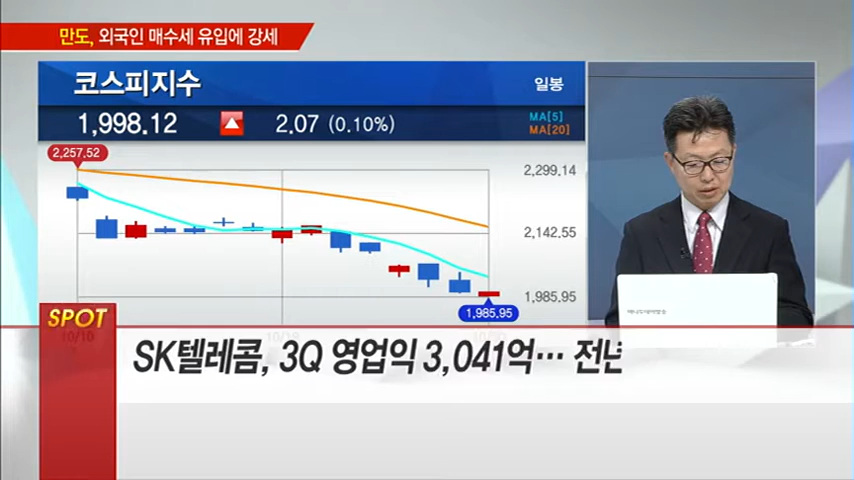 만도, 외국인 매수세 유입에 강세
코스피지수
일봉
1,998.12
2.07 (0.10%)
MA[5]
MA[20]
2,257.52
2,299.14
2,142.55
1,985.95
1,985.95
SPOT
10/10
SK텔레콤, 3Q 영업익 3,041억… 전년